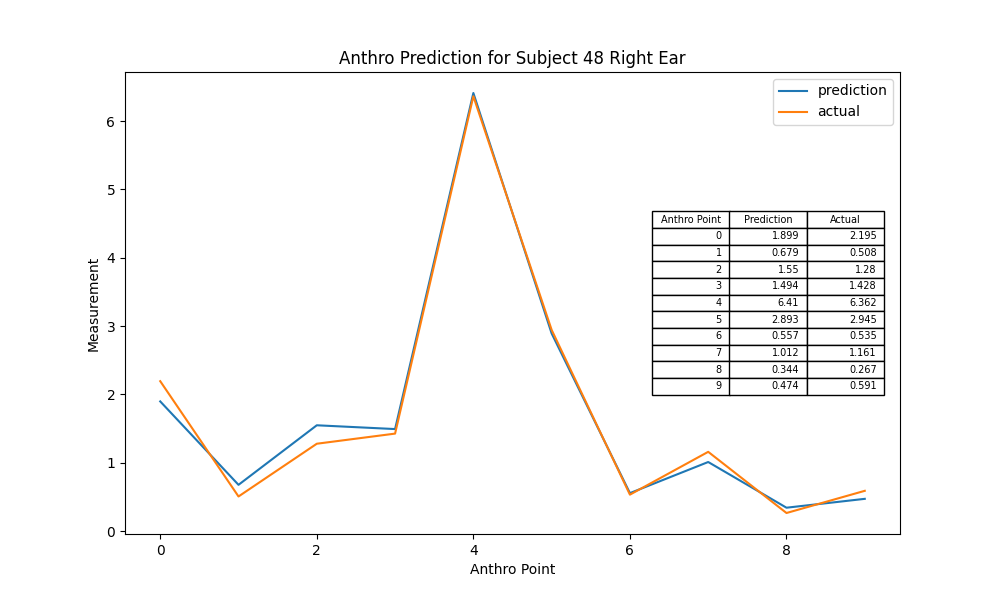 Anthro Prediction for Subject 48 Right Ear
prediction
actual
6
5
4
3
2
1
0
Measurement
Anthro Point Prediction Actual
0 1.899 2.195
1 0.679 0.508
2 1.55 1.28
3 1.494 1.428
4 6.41 6.362
5 2.893 2.945
6 0.557 0.535
7 1.012 1.161
8 0.344 0.267
9 0.474 0.591
0 2 4 6 8
Anthro Point